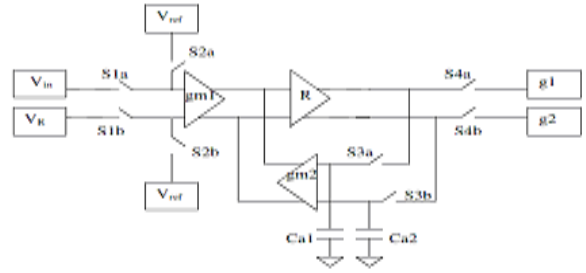 Vref
S2a
Vin
S1a
gm1
R
S4a
g1
VR
S1b
S2b
S4b
g2
gm2
S3a
S3b
Vref
Ca1
Ca2